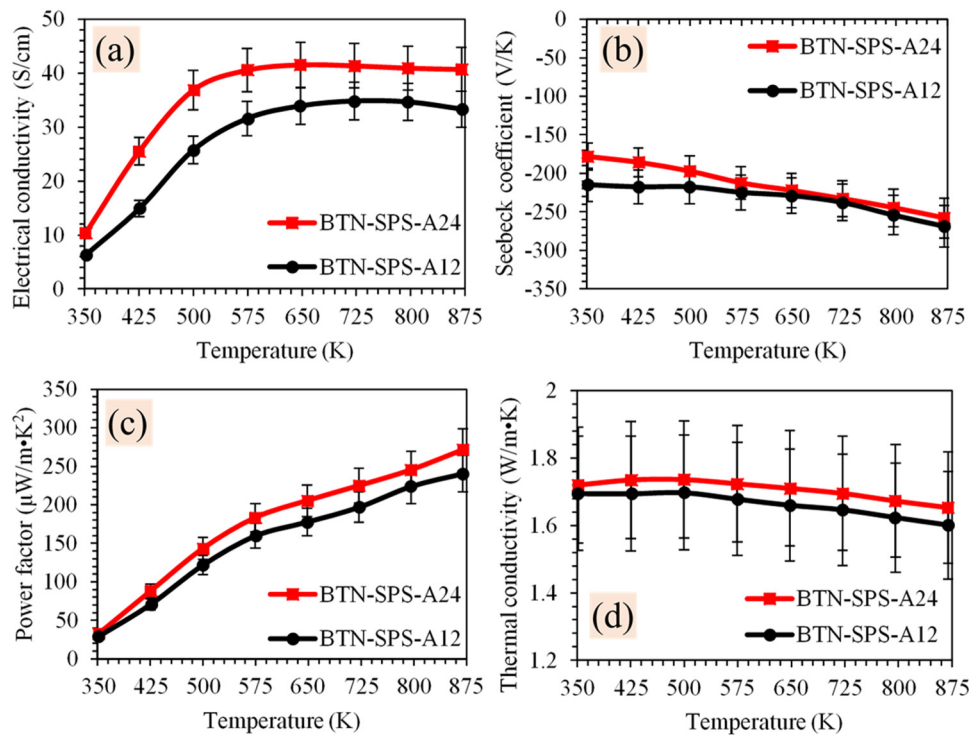 (a)
Electrical conductivity (S/cm)
50
40
30
20
10
0
BTN-SPS-A24
BTN-SPS-A12
350 425 500 575 650 725 800 875
Temperature (K)
(b)
Seebeck coefficient (V/K)
0
-50
-100
-150
-200
-250
-300
-350
BTN-SPS-A24
BTN-SPS-A12
350 425 500 575 650 725 800 875
Temperature (K)
(c)
Power factor (µW/m•K²)
350
300
250
200
150
100
50
0
BTN-SPS-A24
BTN-SPS-A12
350 425 500 575 650 725 800 875
Temperature (K)
(d)
Thermal conductivity (W/m•K)
2
1.8
1.6
1.4
1.2
BTN-SPS-A24
BTN-SPS-A12
350 425 500 575 650 725 800 875
Temperature (K)